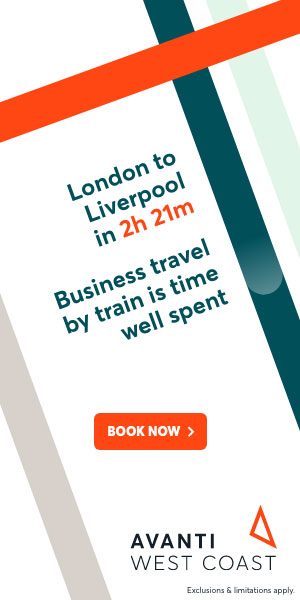 London to
Liverpool
in 2h 21m
Business travel
by train is time
well spent
BOOK NOW >
AVANTI
WEST COAST
Exclusions & limitations apply.